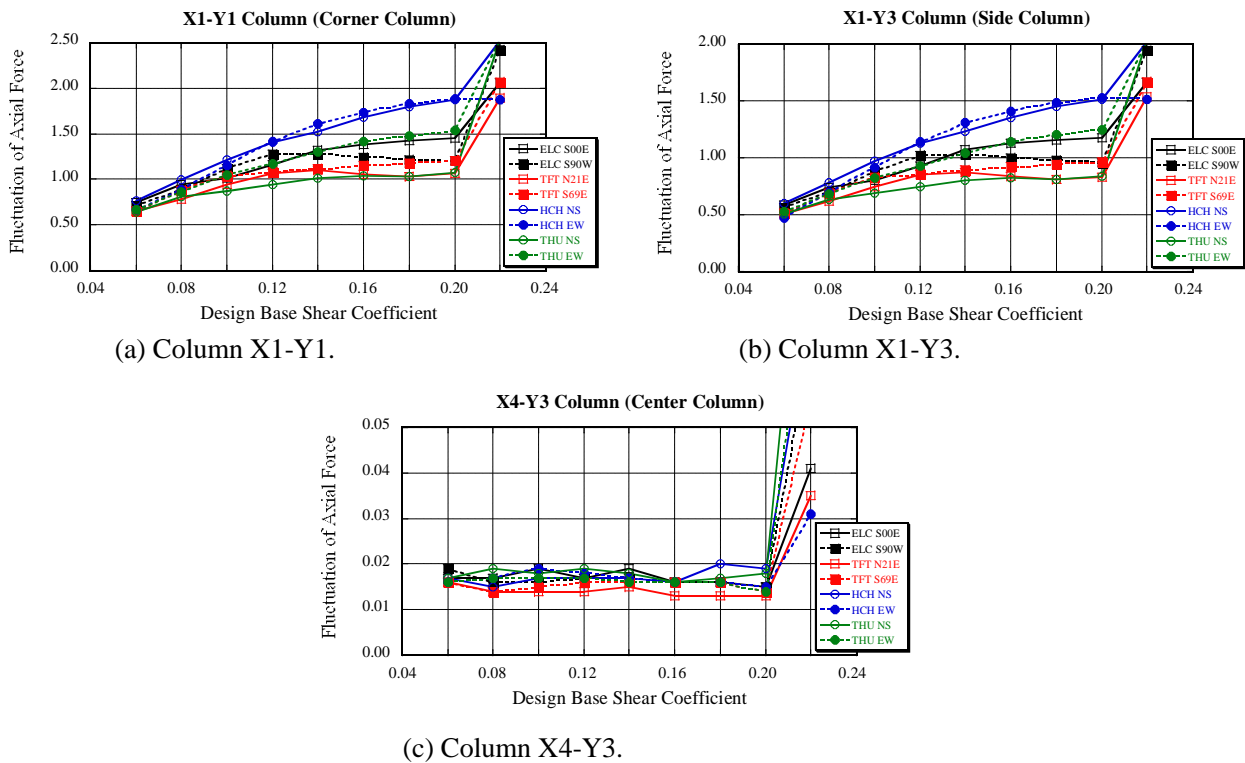 X1-Y1 Column (Corner Column)
Fluctuation of Axial Force
2.50
2.00
1.50
1.00
0.50
0.00
0.04
0.08
0.12
0.16
0.20
0.24
Design Base Shear Coefficient
ELC S00E
ELC S90W
TFT N21E
TFT S69E
HCH NS
HCH EW
THU NS
THU EW
(a) Column X1-Y1.
X1-Y3 Column (Side Column)
Fluctuation of Axial Force
2.00
1.50
1.00
0.50
0.00
0.04
0.08
0.12
0.16
0.20
0.24
Design Base Shear Coefficient
ELC S00E
ELC S90W
TFT N21E
TFT S69E
HCH NS
HCH EW
THU NS
THU EW
(b) Column X1-Y3.
X4-Y3 Column (Center Column)
Fluctuation of Axial Force
0.05
0.04
0.03
0.02
0.01
0.00
0.04
0.08
0.12
0.16
0.20
0.24
Design Base Shear Coefficient
ELC S00E
ELC S90W
TFT N21E
TFT S69E
HCH NS
HCH EW
THU NS
THU EW
(c) Column X4-Y3.